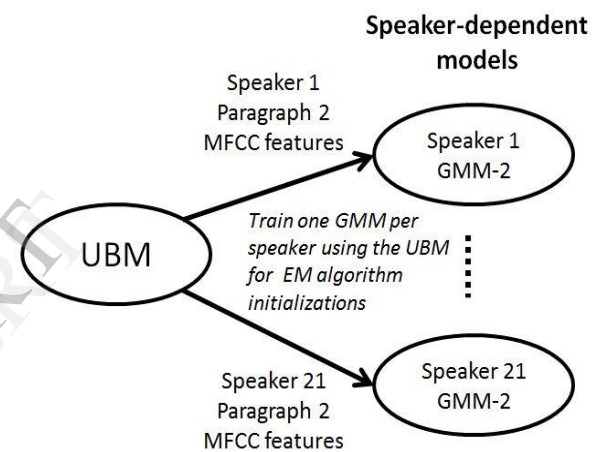 Speaker-dependent
models
Speaker 1
Paragraph 2
MFCC features
Speaker 1
GMM-2
UBM
Train one GMM per
speaker using the UBM
for EM algorithm
initializations
Speaker 21
Paragraph 2
MFCC features
Speaker 21
GMM-2